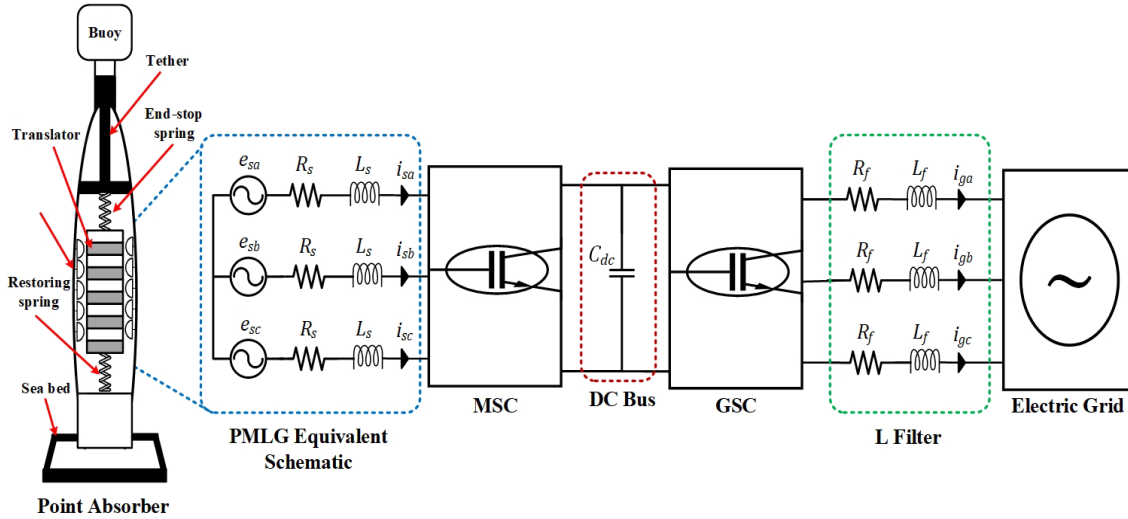 Buoy
Tether
End-stop
spring
Translator
Restoring
spring
Sea bed
Point Absorber
e_sa R_s L_s i_sa
e_sb R_s L_s i_sb
e_sc R_s L_s i_sc
PMLG Equivalent
Schematic
MSC
C_dc
DC Bus
GSC
R_f L_f i_ga
R_f L_f i_gb
R_f L_f i_gc
L Filter
Electric Grid